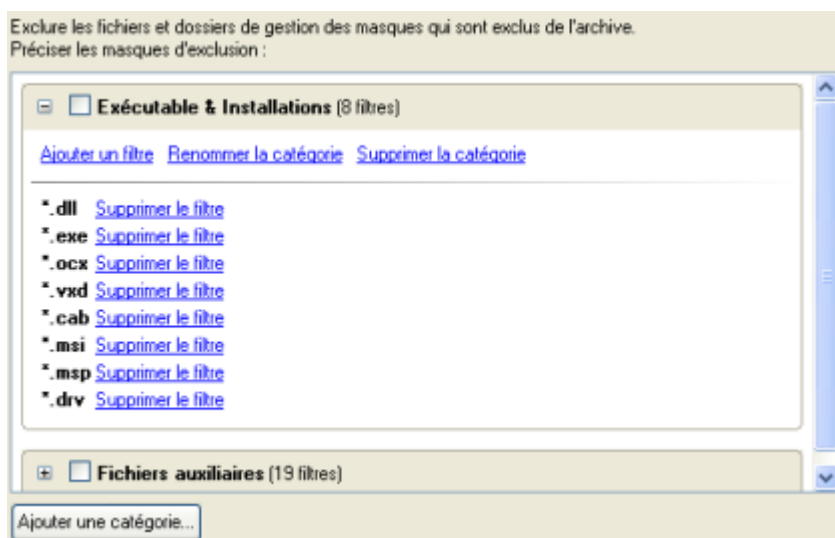 Exclure les fichiers et dossiers de gestion des masques qui sont exclus de l'archive.
Préciser les masques d'exclusion :
Exécutable & Installations (8 filtres)
Ajouter un filtre Renommer la catégorie Supprimer la catégorie
*.dll Supprimer le filtre
*.exe Supprimer le filtre
*.ocx Supprimer le filtre
*.vxd Supprimer le filtre
*.cab Supprimer le filtre
*.msi Supprimer le filtre
*.msp Supprimer le filtre
*.drv Supprimer le filtre
Fichiers auxiliaires (19 filtres)
Ajouter une catégorie...